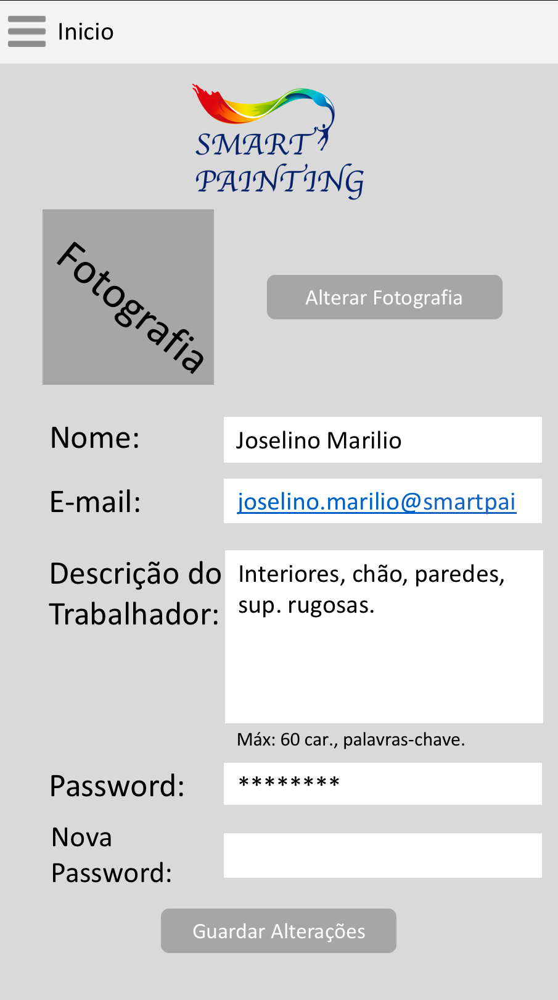 Inicio
SMART
PAINTING
Fotografia
Alterar Fotografia
Nome:
Joselino Marilio
E-mail:
joselino.marilio@smartpai
Descrição do
Trabalhador:
Interiores, chão, paredes,
sup. rugosas.
Máx: 60 car., palavras-chave.
Password:
********
Nova
Password:
Guardar Alterações